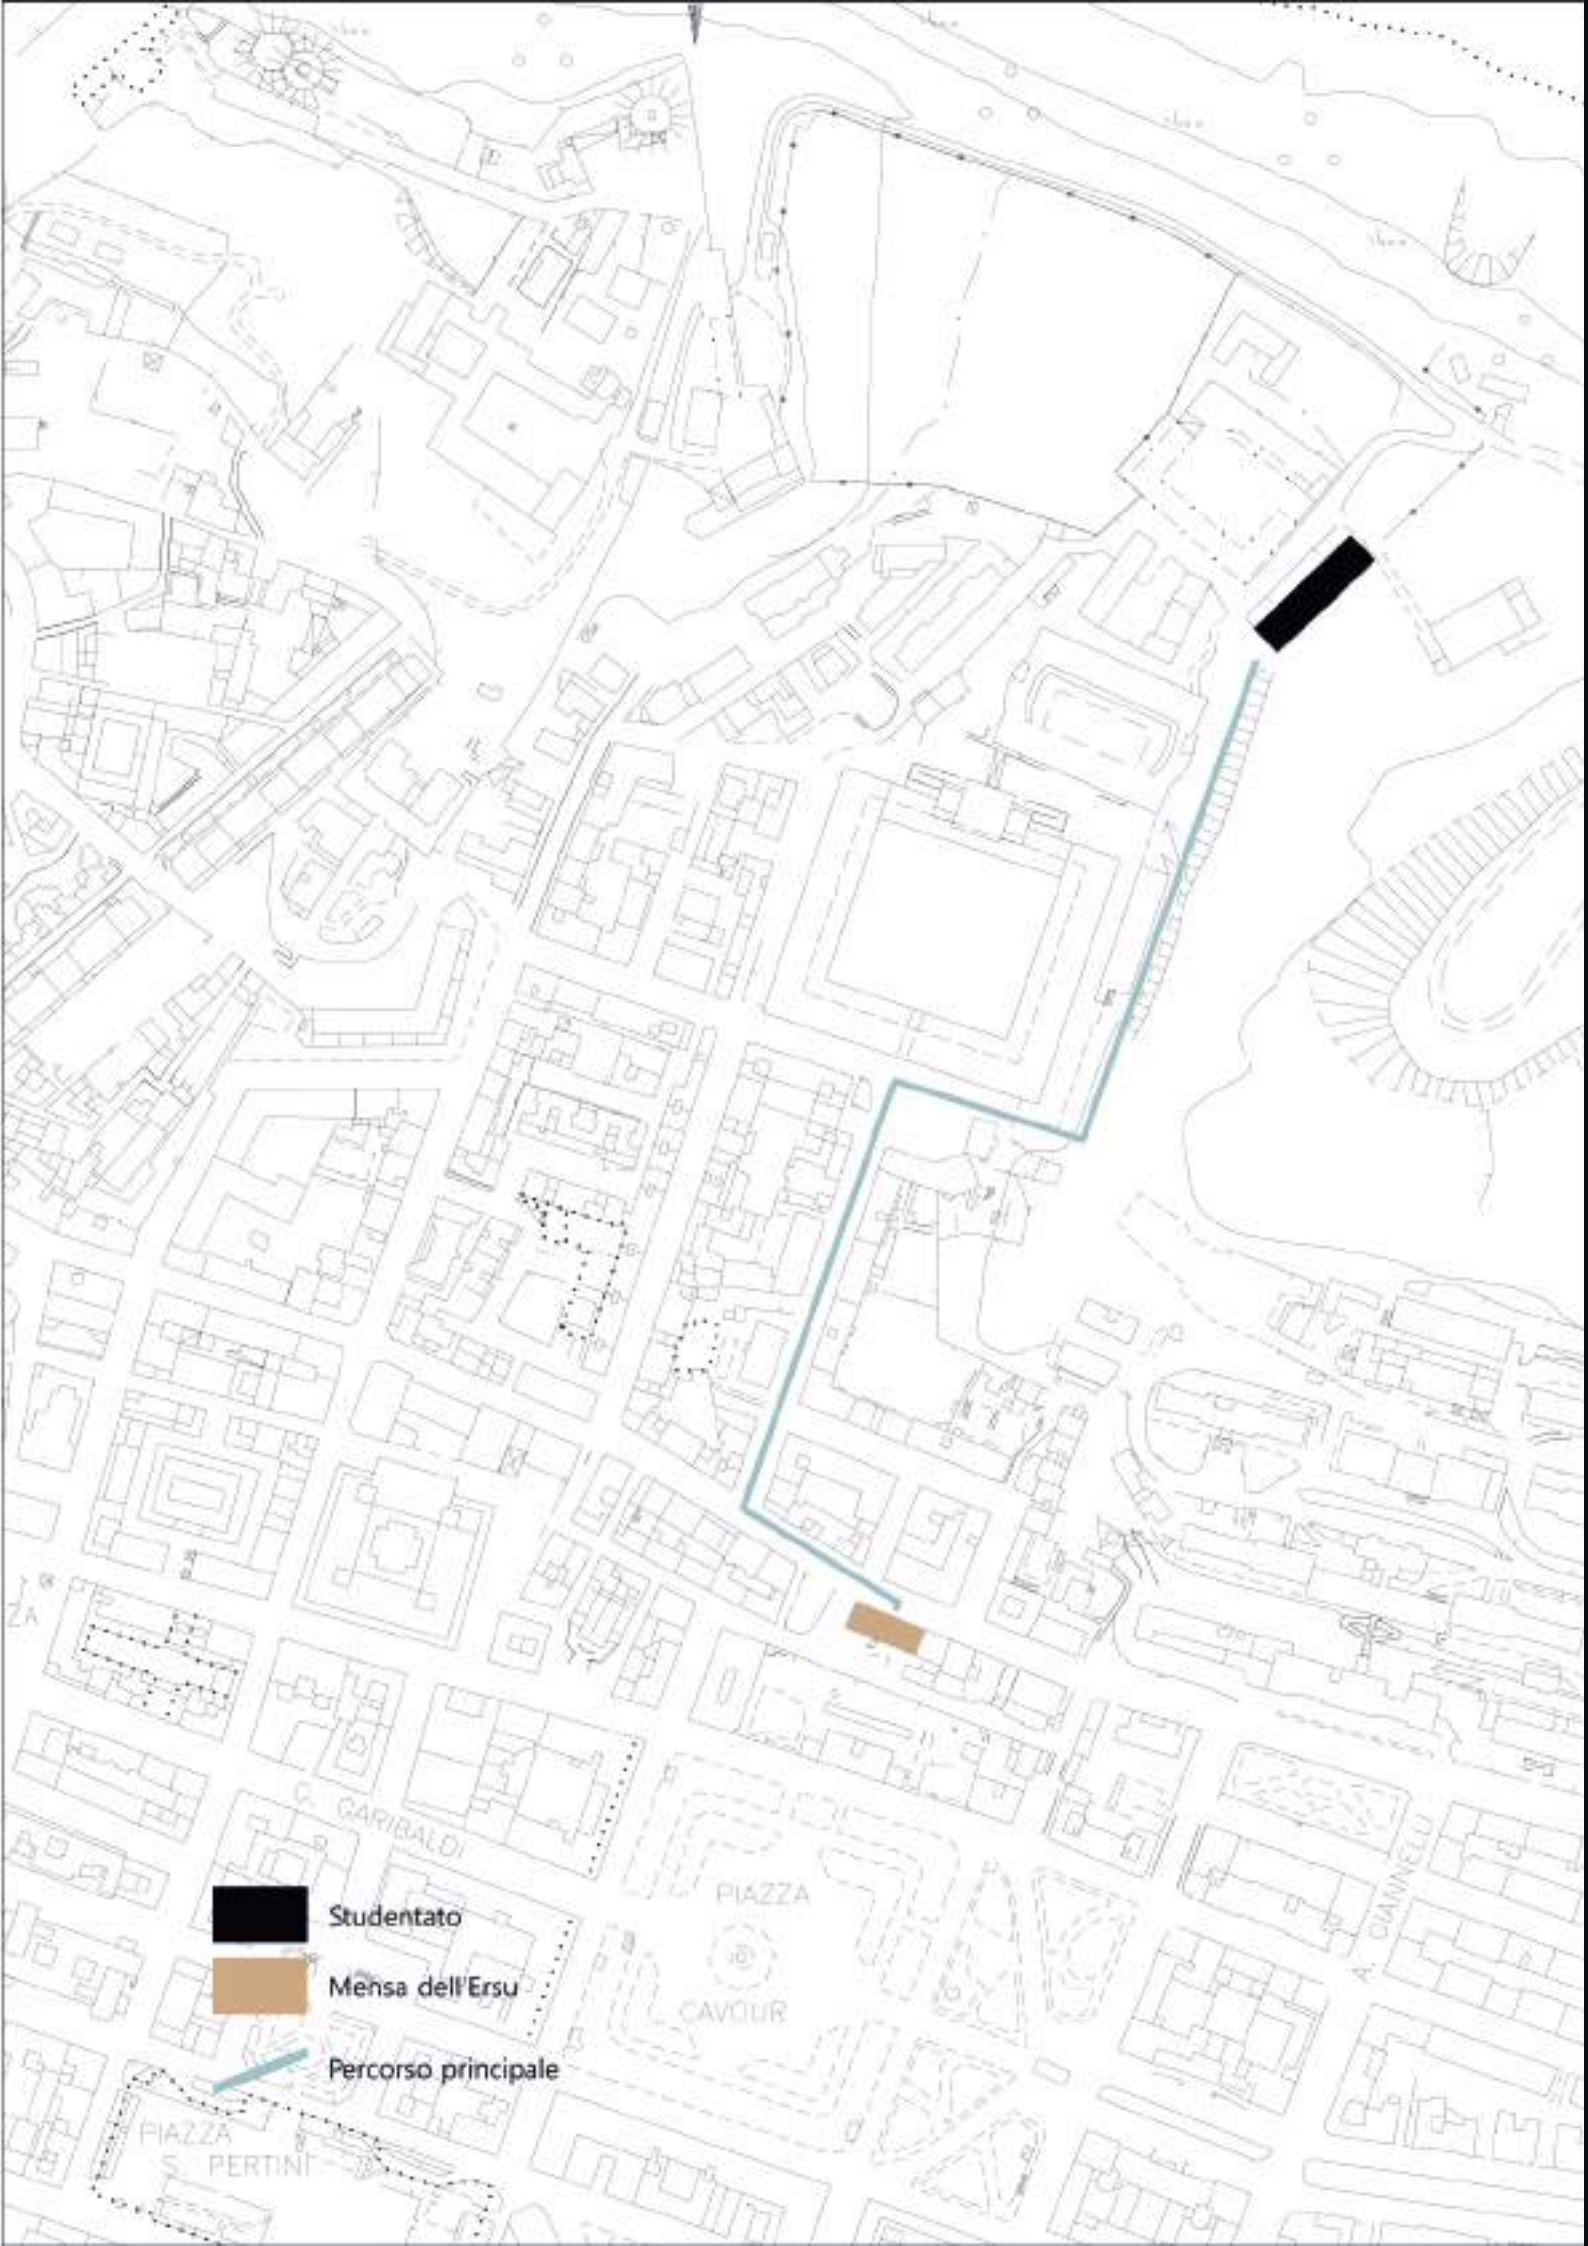 G. GARIBALDI
PIAZZA
CAVOUR
A. GIANNELLI
Studentato
Mensa dell'Ersu
Percorso principale
PIAZZA
S. PERTINI